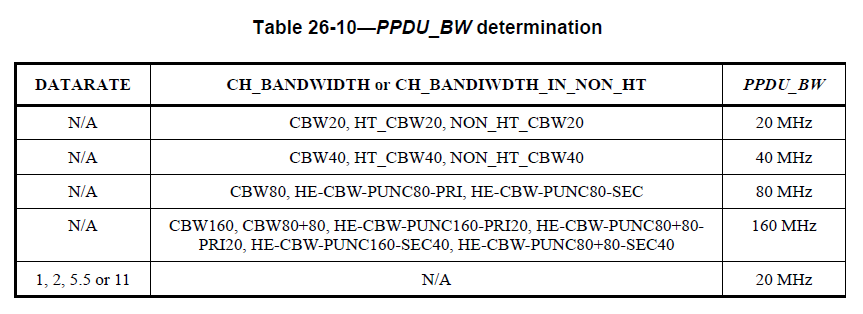 Table 26-10—PPDU_BW determination
DATARATE CH_BANDWIDTH or CH_BANDIWDTH_IN_NON_HT PPDU_BW
N/A CBW20, HT_CBW20, NON_HT_CBW20 20 MHz
N/A CBW40, HT_CBW40, NON_HT_CBW40 40 MHz
N/A CBW80, HE-CBW-PUNC80-PRI, HE-CBW-PUNC80-SEC 80 MHz
N/A CBW160, CBW80+80, HE-CBW-PUNC160-PRI20, HE-CBW-PUNC80+80- 160 MHz
PRI20, HE-CBW-PUNC160-SEC40, HE-CBW-PUNC80+80-SEC40
1, 2, 5.5 or 11 N/A 20 MHz